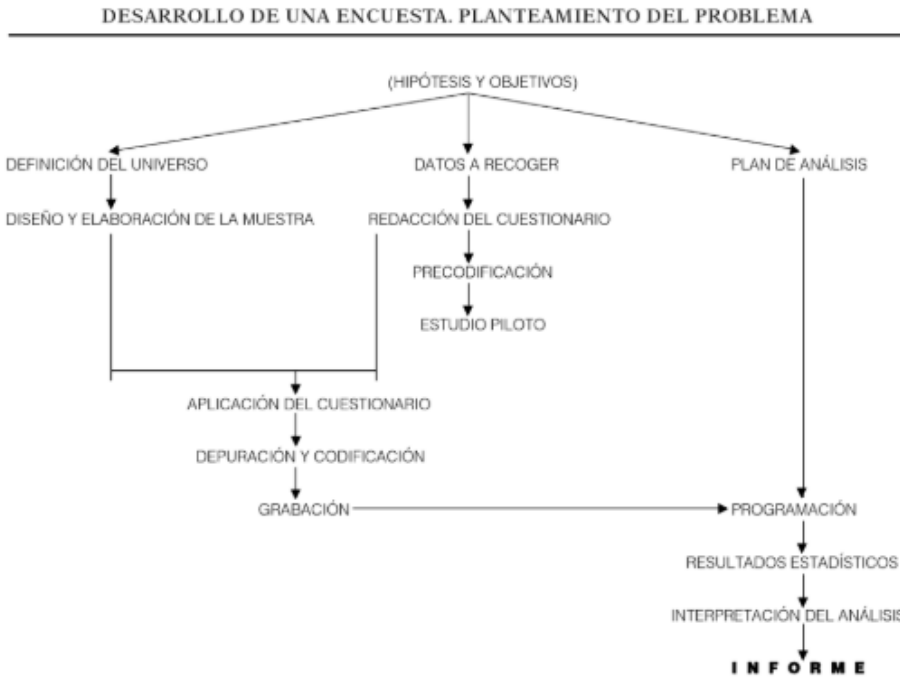 DESARROLLO DE UNA ENCUESTA. PLANTEAMIENTO DEL PROBLEMA
(HIPÓTESIS Y OBJETIVOS)
DEFINICIÓN DEL UNIVERSO
DATOS A RECOGER
PLAN DE ANÁLISIS
DISEÑO Y ELABORACIÓN DE LA MUESTRA
REDACCIÓN DEL CUESTIONARIO
PRECODIFICACIÓN
ESTUDIO PILOTO
APLICACIÓN DEL CUESTIONARIO
DEPURACIÓN Y CODIFICACIÓN
GRABACIÓN
PROGRAMACIÓN
RESULTADOS ESTADÍSTICOS
INTERPRETACIÓN DEL ANÁLISIS
INFORME